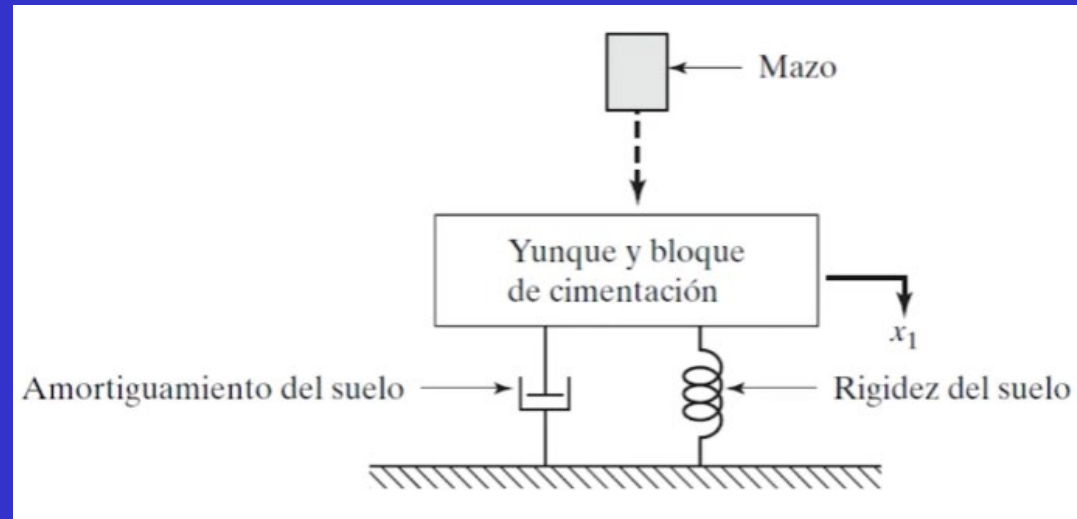 Mazo
Yunque y bloque
de cimentación
x1
Amortiguamiento del suelo
Rigidez del suelo